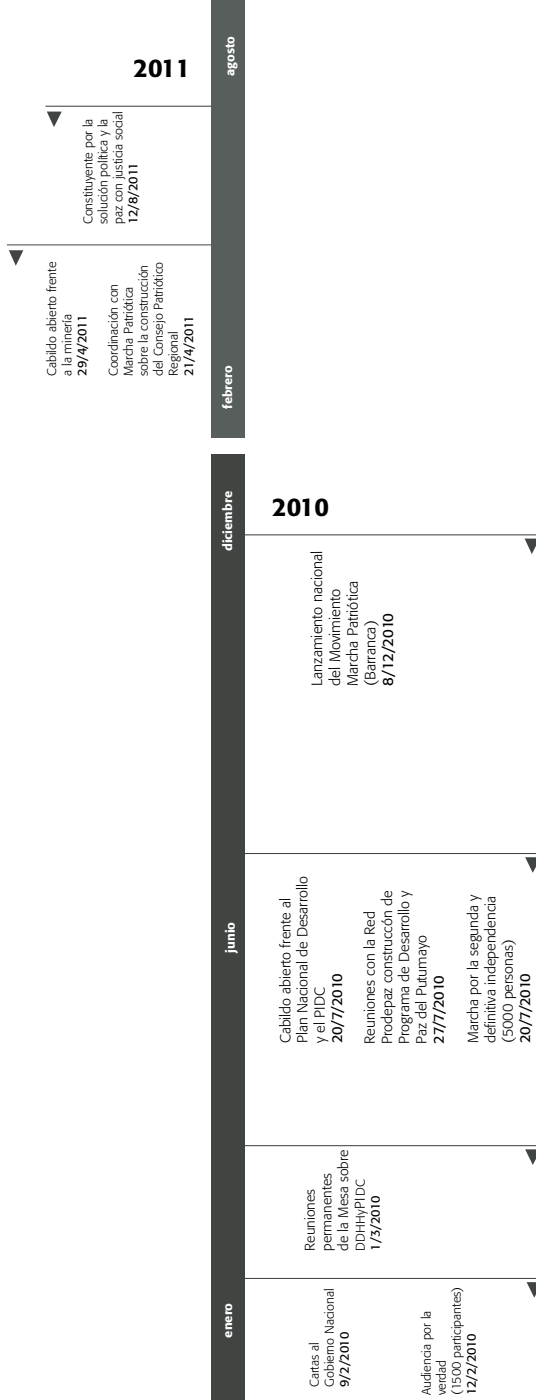 enero
junio
diciembre
2010
Cartas al
Gobierno Nacional
9/2/2010
Audiencia por la
verdad
(1500 participantes)
12/2/2010
Reuniones
permanentes
de la Mesa sobre
DDHHyPIDC
1/3/2010
Cabildo abierto frente al
Plan Nacional de Desarrollo
y el PIDC
20/7/2010
Reuniones con la Red
Prodepaz construccón de
Programa de Desarrollo y
Paz del Putumayo
27/7/2010
Marcha por la segunda y
definitiva independencia
(5000 personas)
20/7/2010
Lanzamiento nacional
del Movimiento
Marcha Patriótica
(Barranca)
8/12/2010
febrero
agosto
2011
Cabildo abierto frente
a la minería
29/4/2011
Coordinación con
Marcha Patriótica
sobre la construcción
del Consejo Patriótico
Regional
21/4/2011
Constituyente por la
solución política y la
paz con justicia social
12/8/2011